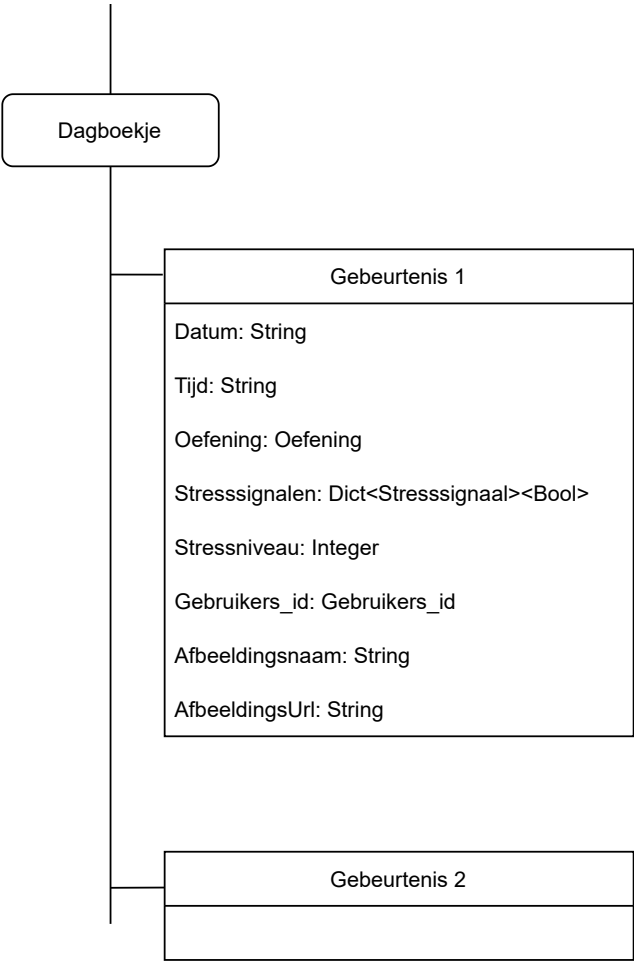 Dagboekje
Gebeurtenis 1
Datum: String
Tijd: String
Oefening: Oefening
Stresssignalen: Dict<Stresssignaal><Bool>
Stressniveau: Integer
Gebruikers_id: Gebruikers_id
Afbeeldingsnaam: String
AfbeeldingsUrl: String
Gebeurtenis 2